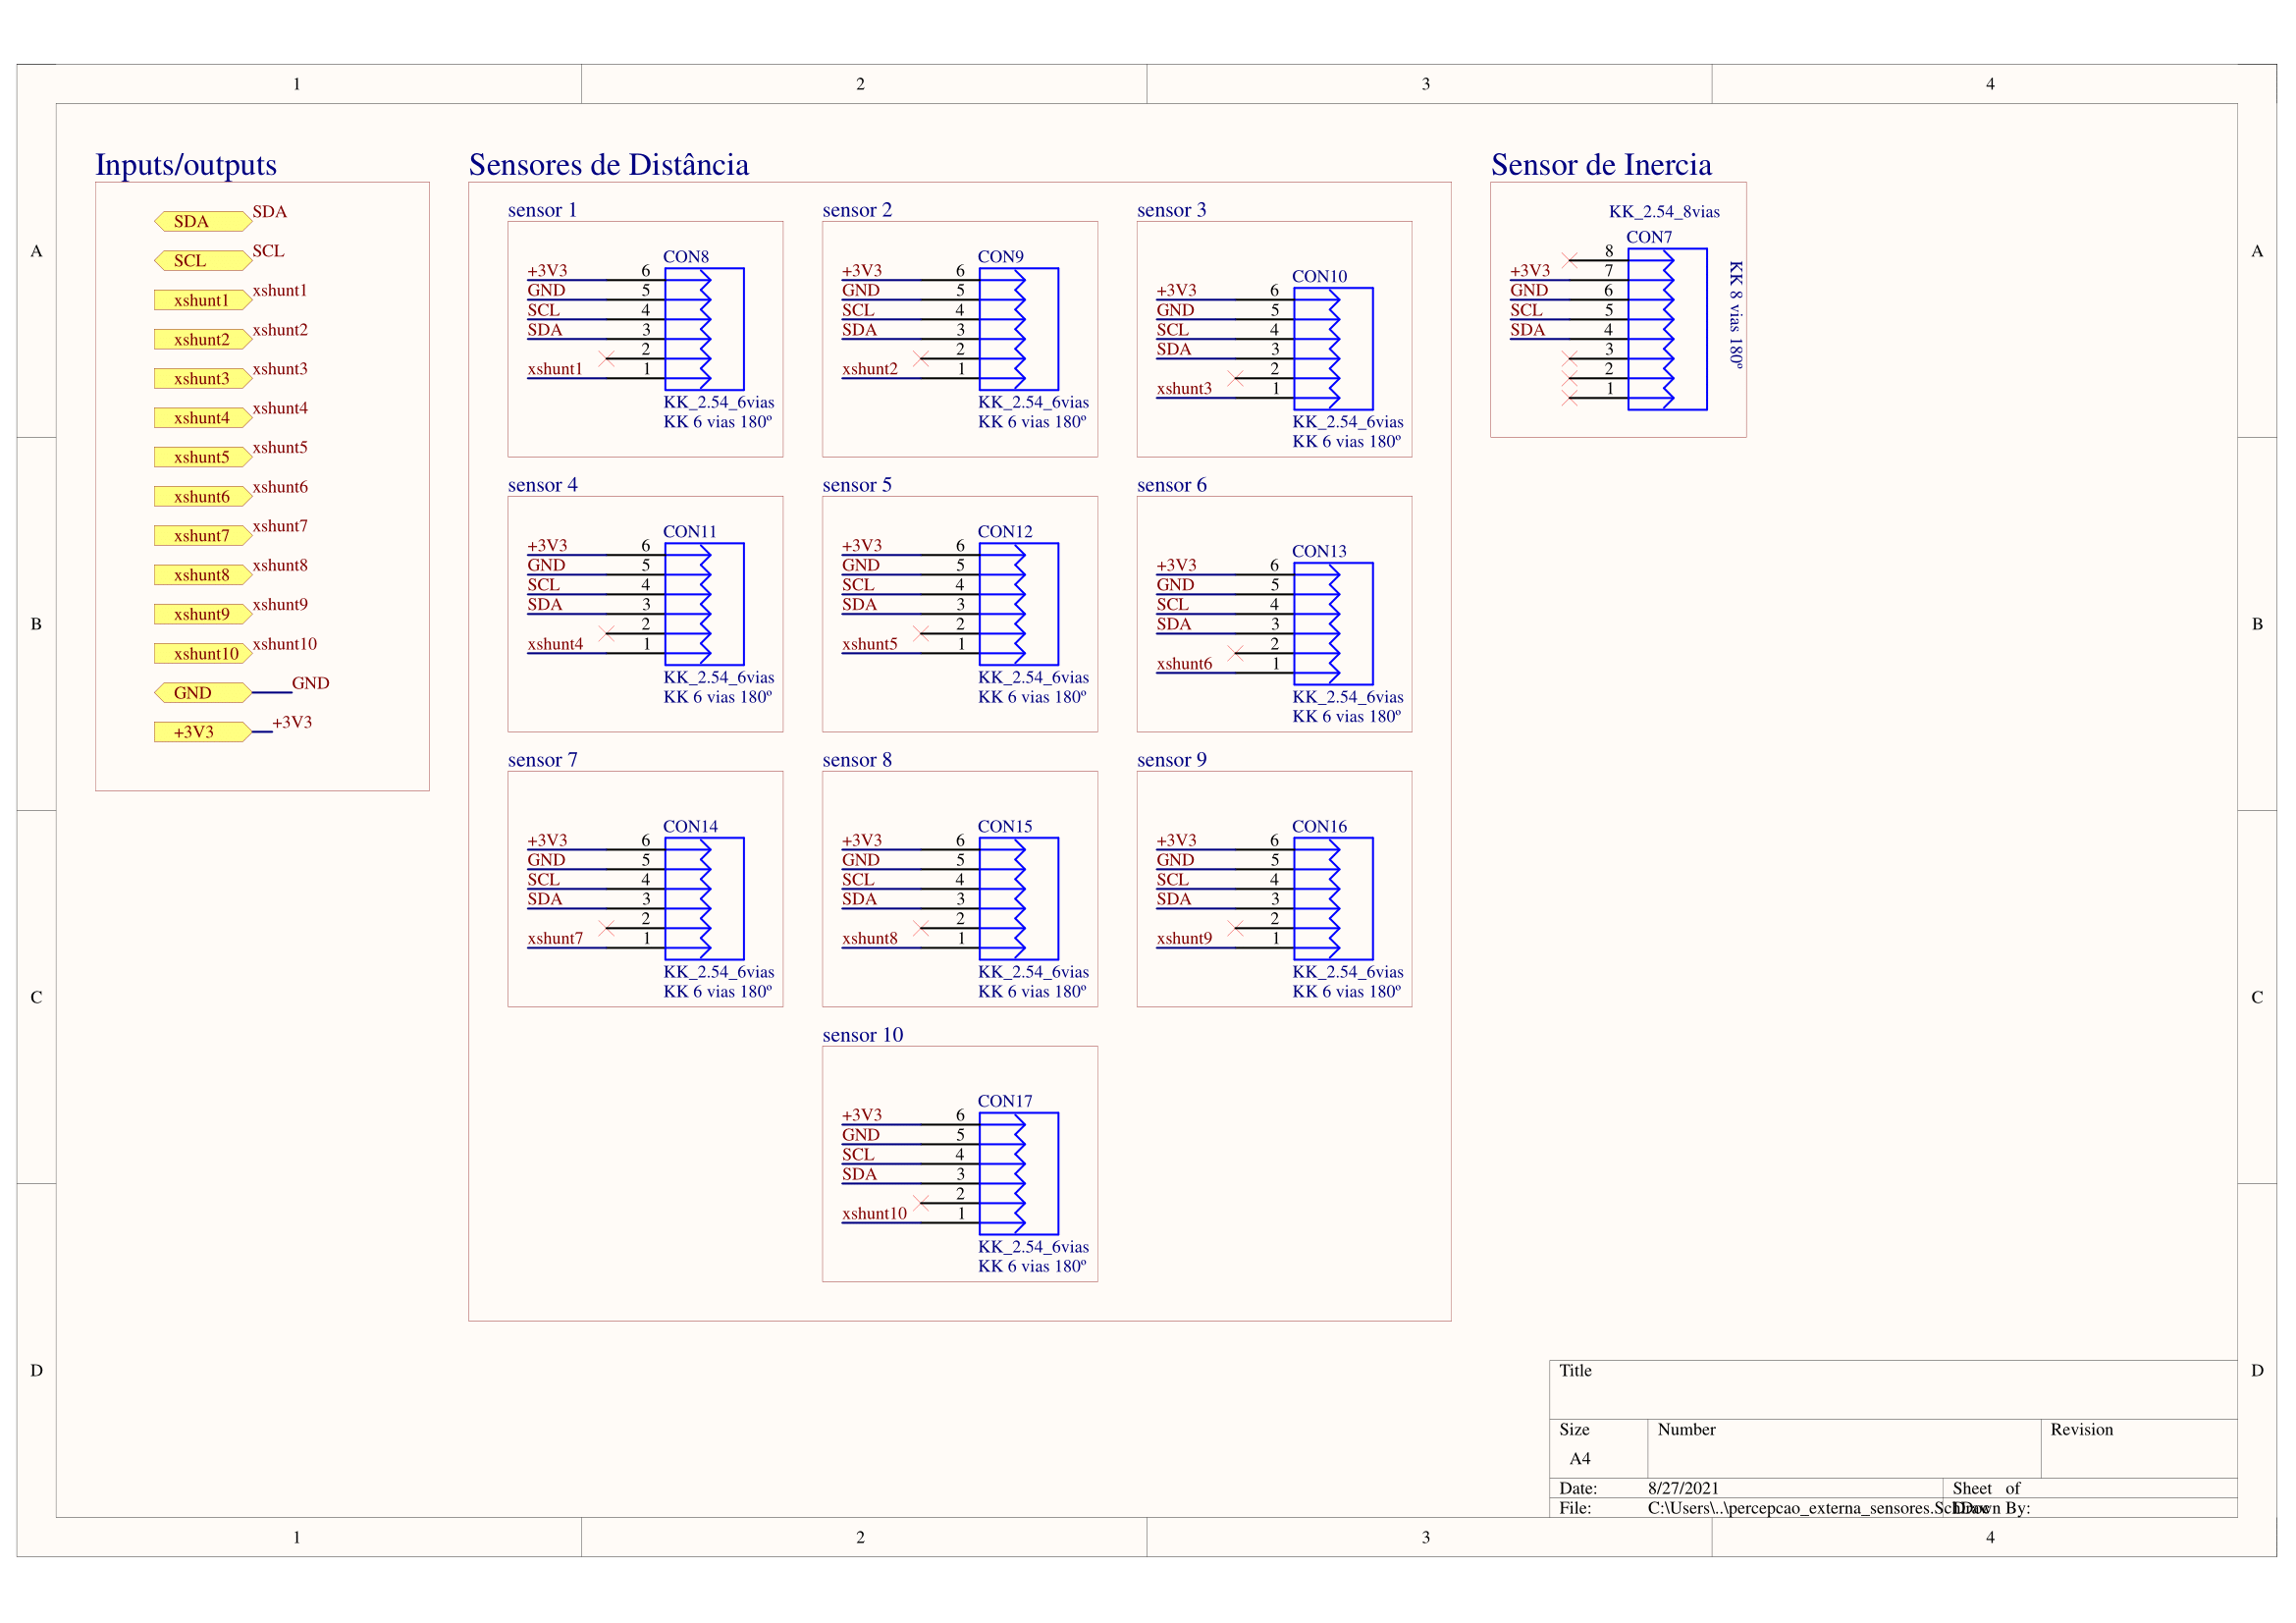 1 2 3 4
A
B
C
D
A
B
C
D
Inputs/outputs
SDA SDA
SCL SCL
xshunt1 xshunt1
xshunt2 xshunt2
xshunt3 xshunt3
xshunt4 xshunt4
xshunt5 xshunt5
xshunt6 xshunt6
xshunt7 xshunt7
xshunt8 xshunt8
xshunt9 xshunt9
xshunt10 xshunt10
GND GND
+3V3 +3V3
Sensores de Distância
sensor 1
CON8
+3V3 6
GND 5
SCL 4
SDA 3
2
xshunt1 1
KK_2.54_6vias
KK 6 vias 180º
sensor 2
CON9
+3V3 6
GND 5
SCL 4
SDA 3
2
xshunt2 1
KK_2.54_6vias
KK 6 vias 180º
sensor 3
CON10
+3V3 6
GND 5
SCL 4
SDA 3
2
xshunt3 1
KK_2.54_6vias
KK 6 vias 180º
sensor 4
CON11
+3V3 6
GND 5
SCL 4
SDA 3
2
xshunt4 1
KK_2.54_6vias
KK 6 vias 180º
sensor 5
CON12
+3V3 6
GND 5
SCL 4
SDA 3
2
xshunt5 1
KK_2.54_6vias
KK 6 vias 180º
sensor 6
CON13
+3V3 6
GND 5
SCL 4
SDA 3
2
xshunt6 1
KK_2.54_6vias
KK 6 vias 180º
sensor 7
CON14
+3V3 6
GND 5
SCL 4
SDA 3
2
xshunt7 1
KK_2.54_6vias
KK 6 vias 180º
sensor 8
CON15
+3V3 6
GND 5
SCL 4
SDA 3
2
xshunt8 1
KK_2.54_6vias
KK 6 vias 180º
sensor 9
CON16
+3V3 6
GND 5
SCL 4
SDA 3
2
xshunt9 1
KK_2.54_6vias
KK 6 vias 180º
sensor 10
CON17
+3V3 6
GND 5
SCL 4
SDA 3
2
xshunt10 1
KK_2.54_6vias
KK 6 vias 180º
Sensor de Inercia
KK_2.54_8vias
CON7
8
+3V3 7
GND 6
SCL 5
SDA 4
3
2
1
KK 8 vias 180º
Title
Size Number Revision
A4
Date: 8/27/2021 Sheet of
File: C:\Users\..\percepcao_externa_sensores.SchDoc Drawn By:
1 2 3 4